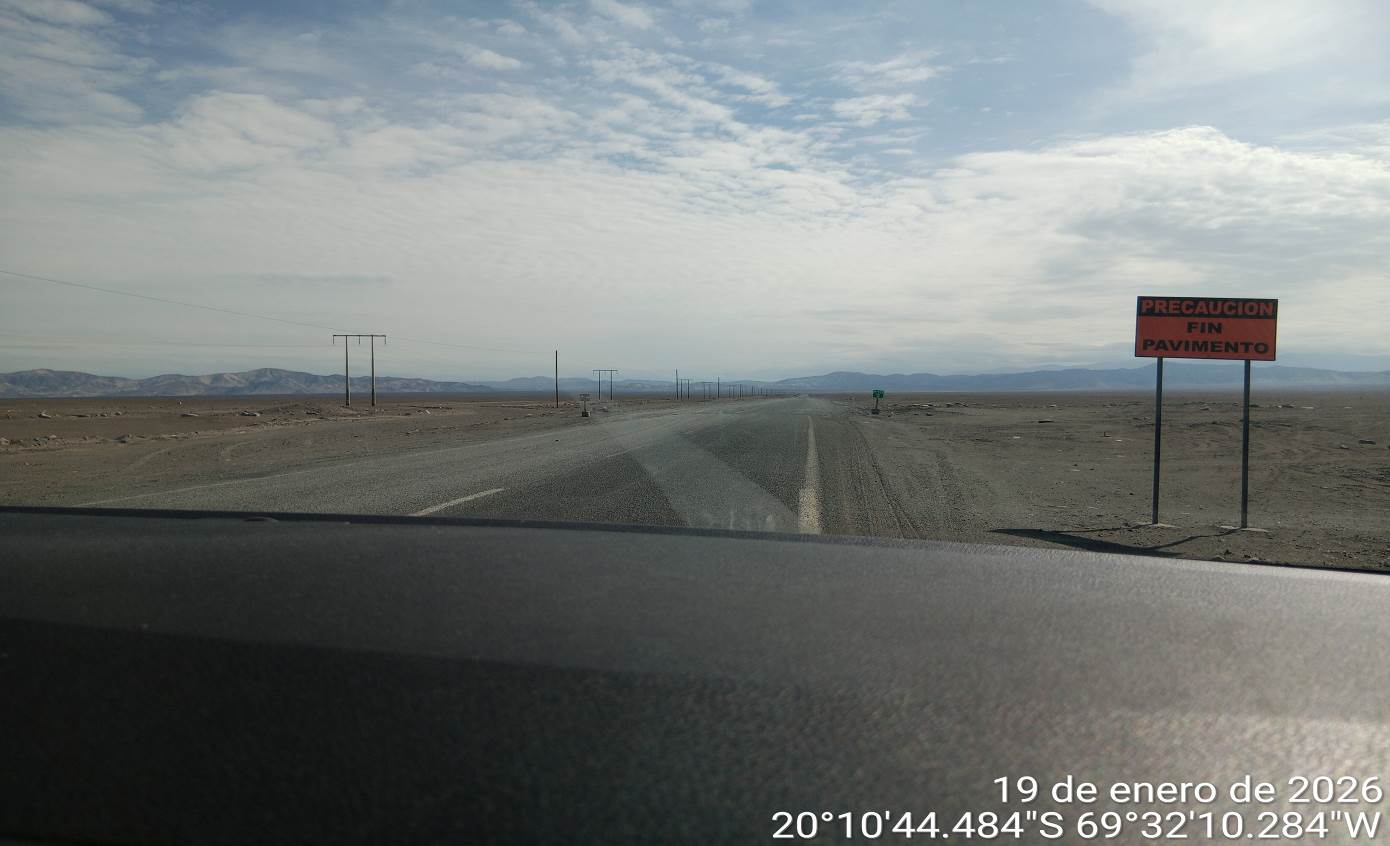 PRECAUCION
FIN
PAVIMENTO
19 de enero de 2026
20°10'44.484"S 69°32'10.284"W